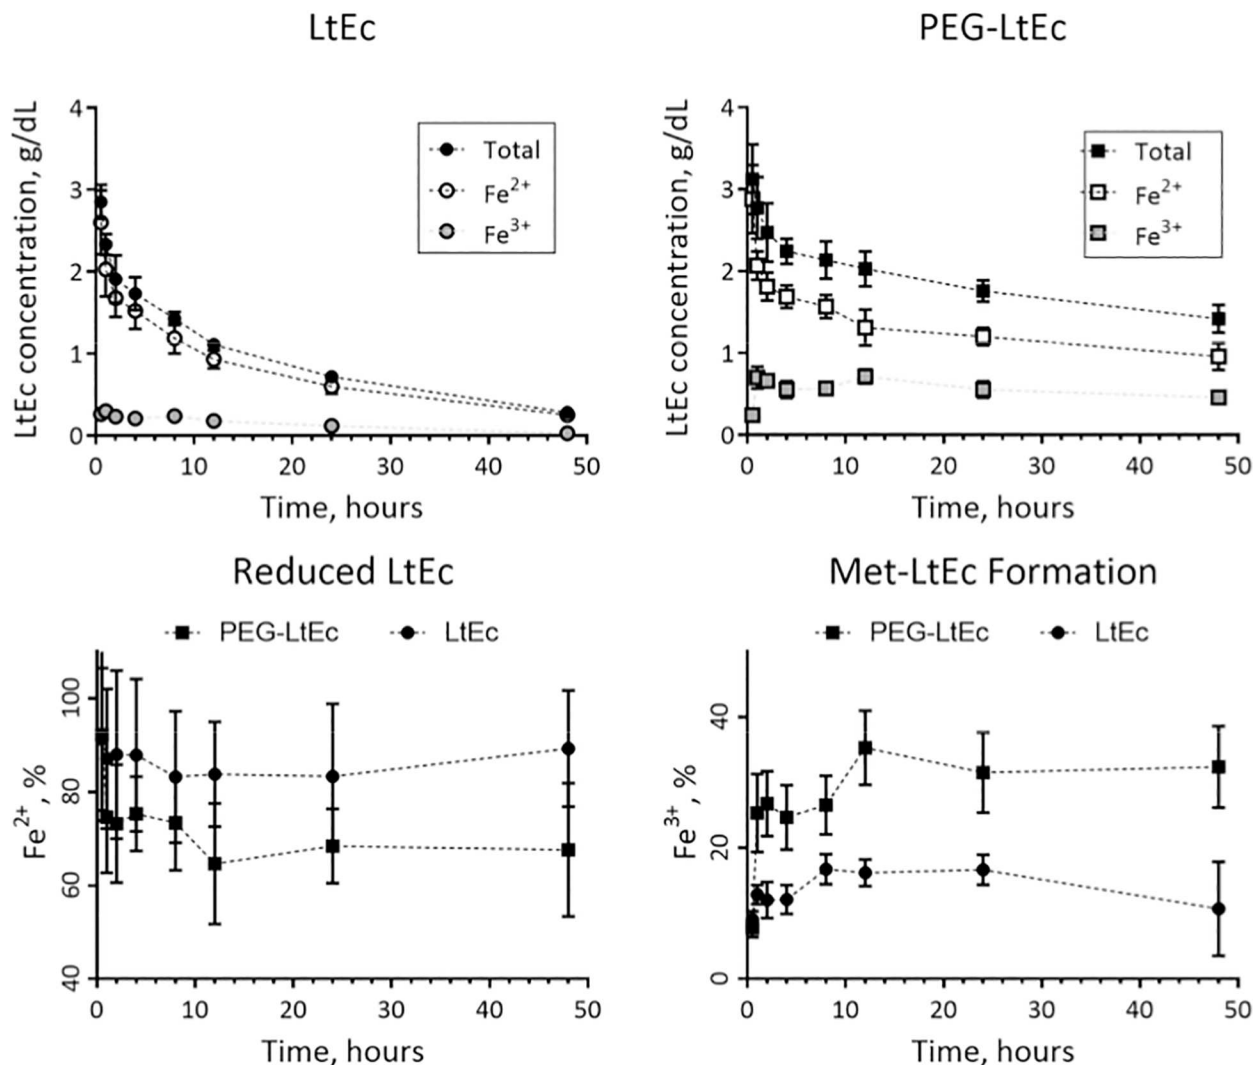 LtEc
LtEc concentration, g/dL
4
3
2
1
0
0 10 20 30 40 50
Time, hours
Total
Fe2+
Fe3+
PEG-LtEc
LtEc concentration, g/dL
4
3
2
1
0
0 10 20 30 40 50
Time, hours
Total
Fe2+
Fe3+
Reduced LtEc
PEG-LtEc LtEc
Fe2+, %
100
80
60
40
0 10 20 30 40 50
Time, hours
Met-LtEc Formation
PEG-LtEc LtEc
Fe3+, %
40
20
0
0 10 20 30 40 50
Time, hours